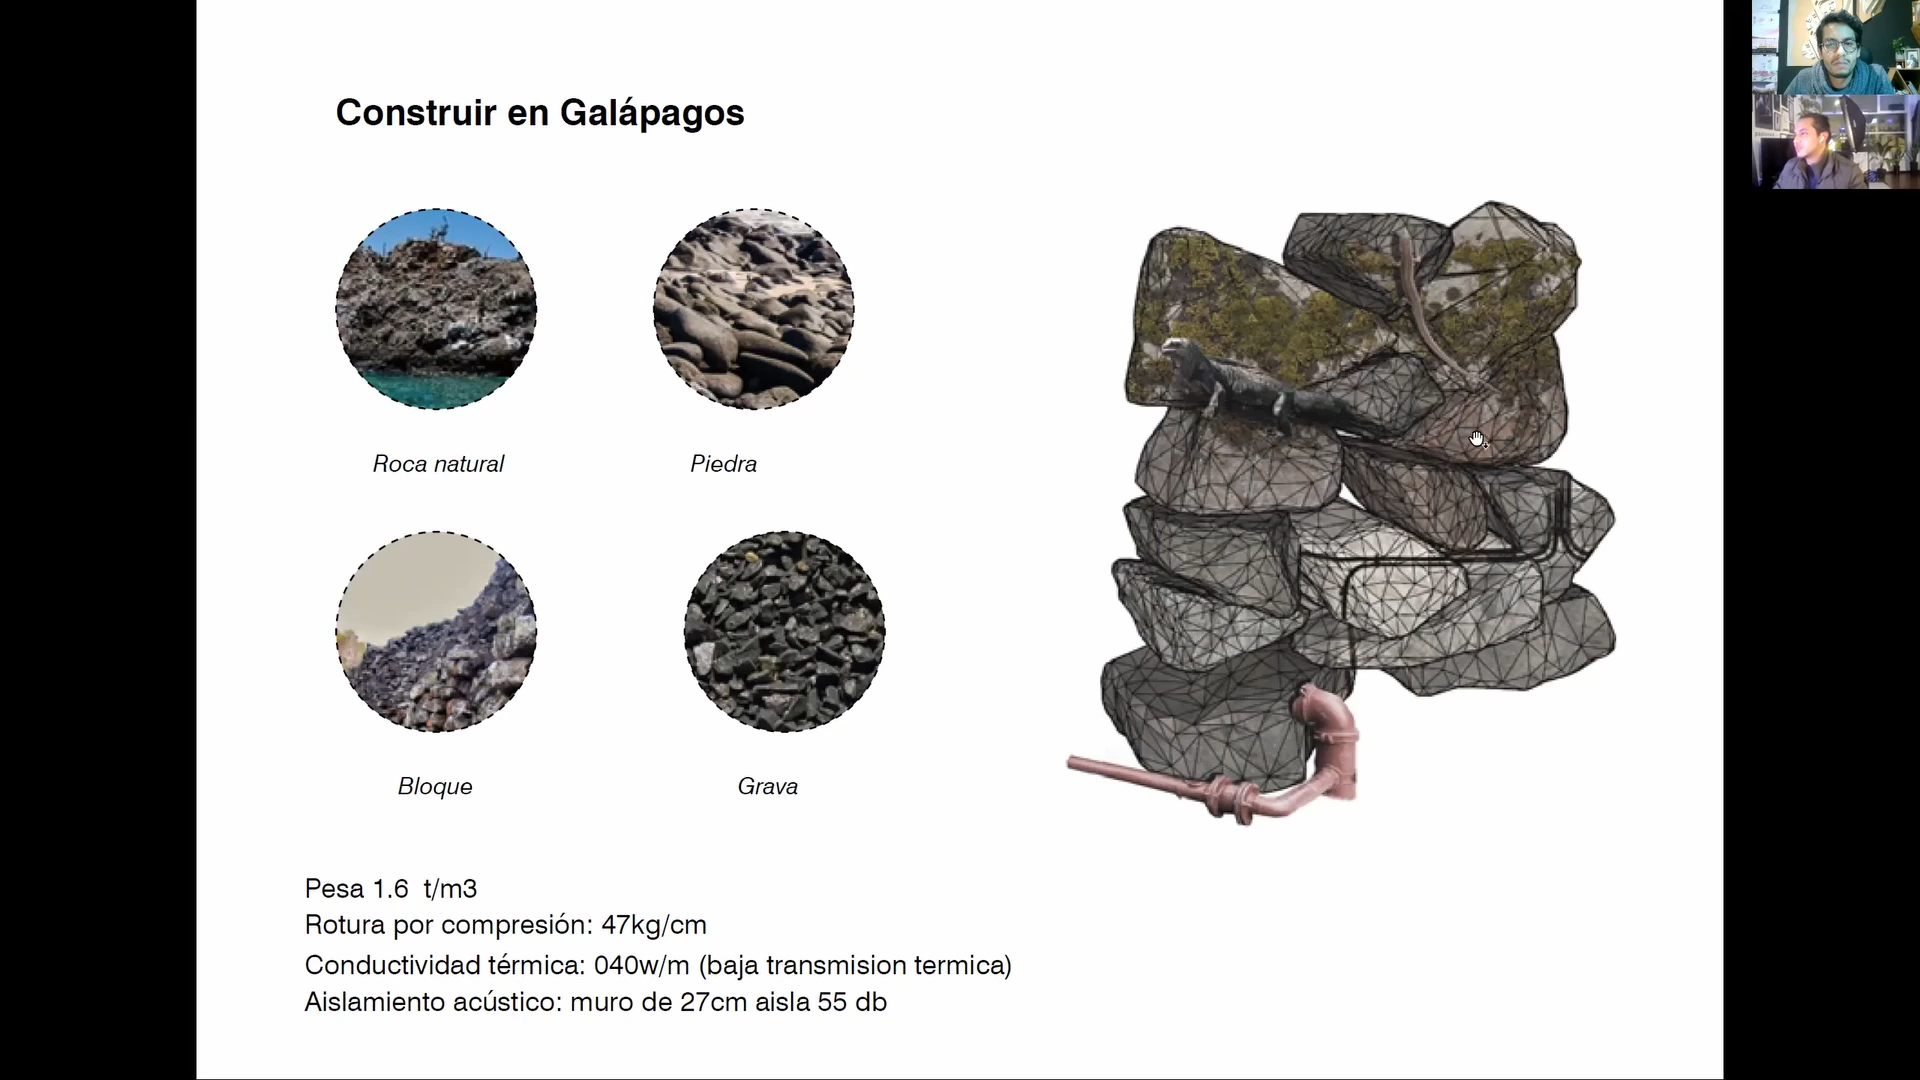 Construir en Galápagos
Roca natural
Piedra
Bloque
Grava
Pesa 1.6  t/m3
Rotura por compresión: 47kg/cm
Conductividad térmica: 040w/m (baja transmision termica)
Aislamiento acústico: muro de 27cm aisla 55 db